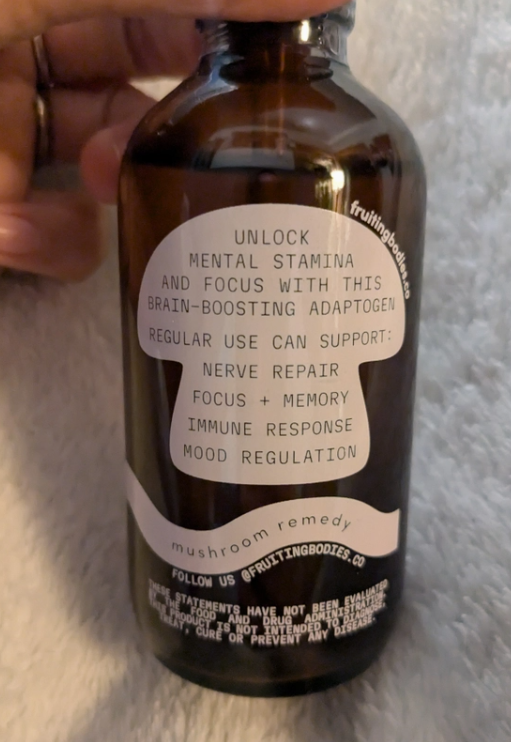 fruitingbodies.co
UNLOCK
MENTAL STAMINA
AND FOCUS WITH THIS
BRAIN-BOOSTING ADAPTOGEN
REGULAR USE CAN SUPPORT:
NERVE REPAIR
FOCUS + MEMORY
IMMUNE RESPONSE
MOOD REGULATION
mushroom remedy
FOLLOW US @FRUITINGBODIES.CO
THESE STATEMENTS HAVE NOT BEEN EVALUATED
BY THE FOOD AND DRUG ADMINISTRATION.
THIS PRODUCT IS NOT INTENDED TO DIAGNOSE,
TREAT, CURE OR PREVENT ANY DISEASE.